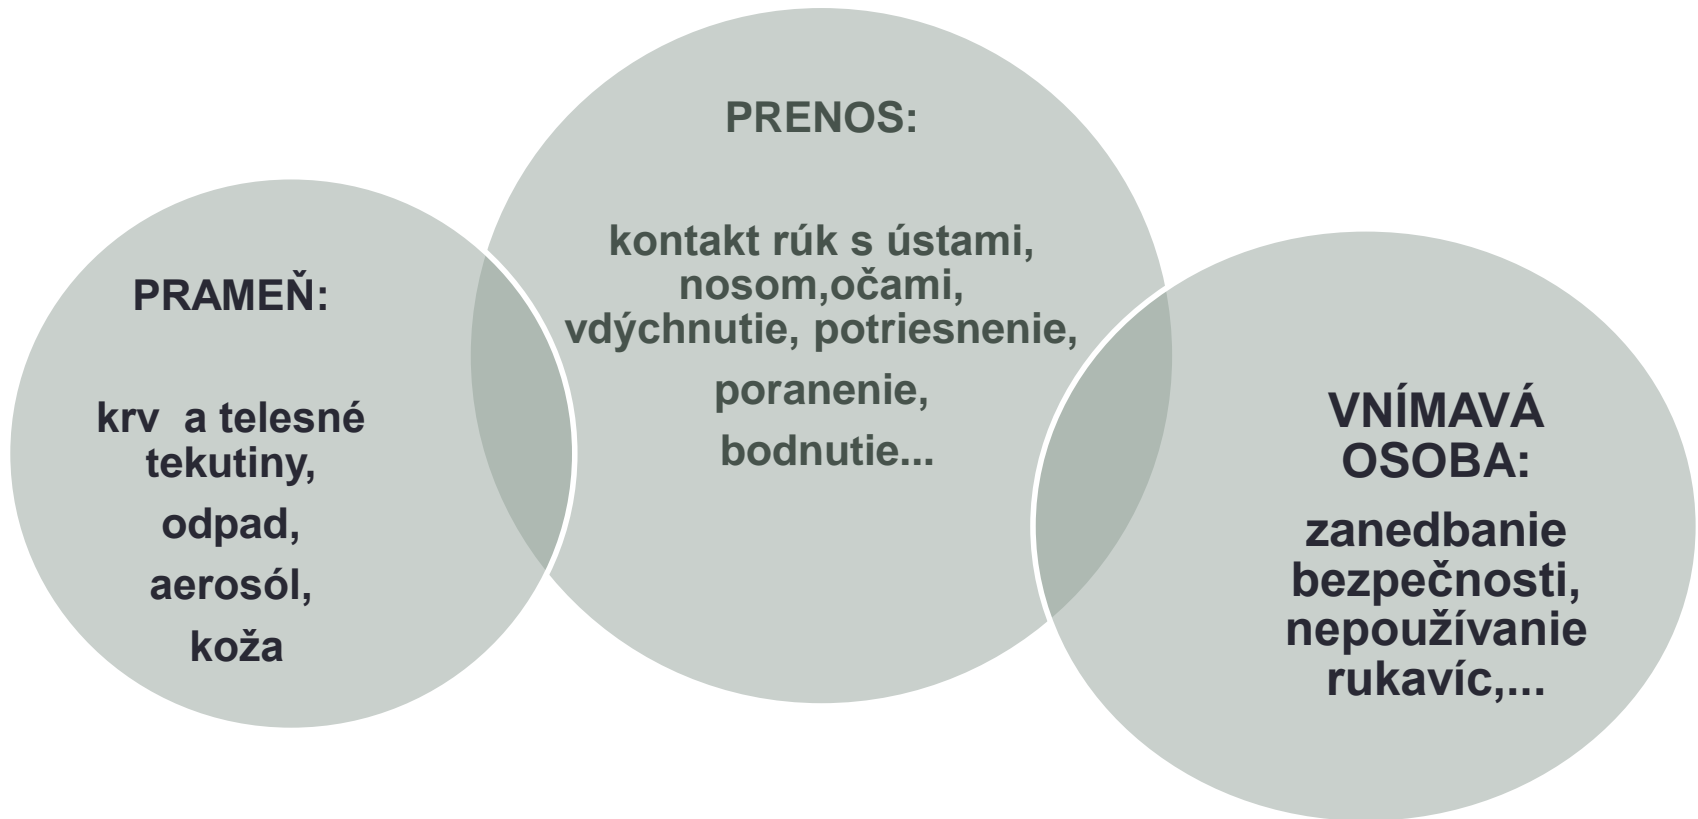 PRAMEŇ:
krv a telesné
tekutiny,
odpad,
aerosól,
koža
PRENOS:
kontakt rúk s ústami,
nosom,očami,
vdýchnutie, potriesnenie,
poranenie,
bodnutie...
VNÍMAVÁ
OSOBA:
zanedbanie
bezpečnosti,
nepoužívanie
rukavíc,...